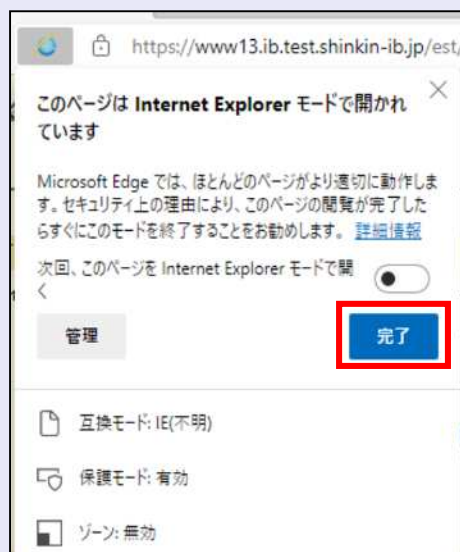 https://www13.ib.test.shinkin-ib.jp/est/
このページは Internet Explorer モードで開かれ
ています
Microsoft Edge では、ほとんどのページがより適切に動作しま
す。セキュリティ上の理由により、このページの閲覧が完了した
らすぐにこのモードを終了することをお勧めします。 詳細情報
次回、このページを Internet Explorer モードで開
く
管理
完了
互換モード: IE(不明)
保護モード: 有効
ゾーン: 無効